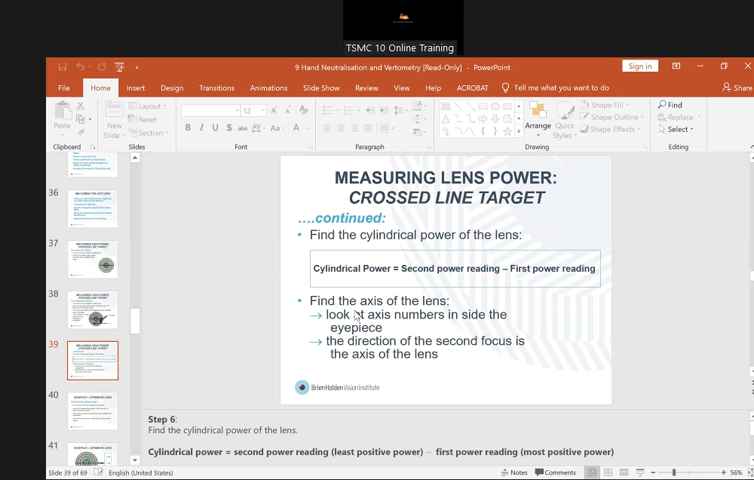 TSMC 10 Online Training
9 Hand Neutralisation and Vertometry [Read-Only] - PowerPoint
Sign in
File Home Insert Design Transitions Animations Slide Show Review View Help ACROBAT Tell me what you want to do Share
Paste
New Slide
Layout
Reset
Section
12
Arrange
Quick Styles
Shape Fill
Shape Outline
Shape Effects
Find
Replace
Select
Clipboard Slides Font Paragraph Drawing Editing
36
37
38
39
40
41
MEASURING LENS POWER:
CROSSED LINE TARGET
....continued:
• Find the cylindrical power of the lens:
Cylindrical Power = Second power reading – First power reading
• Find the axis of the lens:
→ look at axis numbers in side the
eyepiece
→ the direction of the second focus is
the axis of the lens
BrienHoldenVisionInstitute
Step 6:
Find the cylindrical power of the lens.
Cylindrical power = second power reading (least positive power) – first power reading (most positive power)
Slide 39 of 69 English (United States) Notes Comments 56%